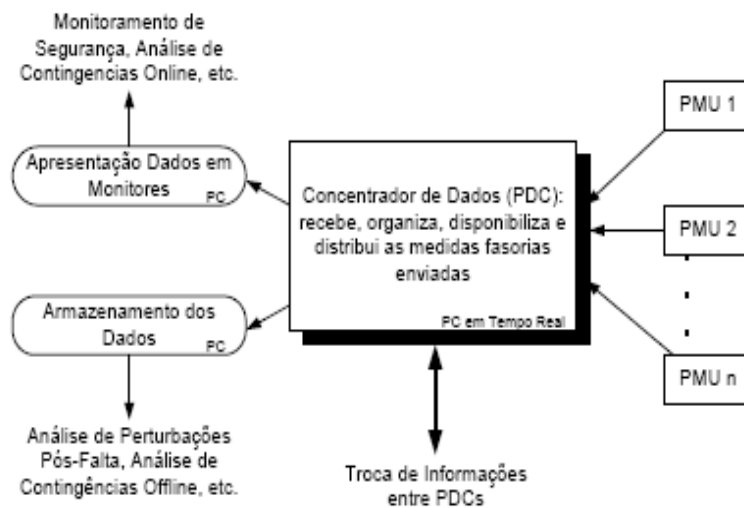 Monitoramento de
Segurança, Análise de
Contingencias Online, etc.
Apresentação Dados em
Monitores
PC
Armazenamento dos
Dados
PC
Análise de Perturbações
Pós-Falta, Análise de
Contingências Offline, etc.
Concentrador de Dados (PDC):
recebe, organiza, disponibiliza e
distribui as medidas fasorias
enviadas
PC em Tempo Real
Troca de Informações
entre PDCs
PMU 1
PMU 2
PMU n